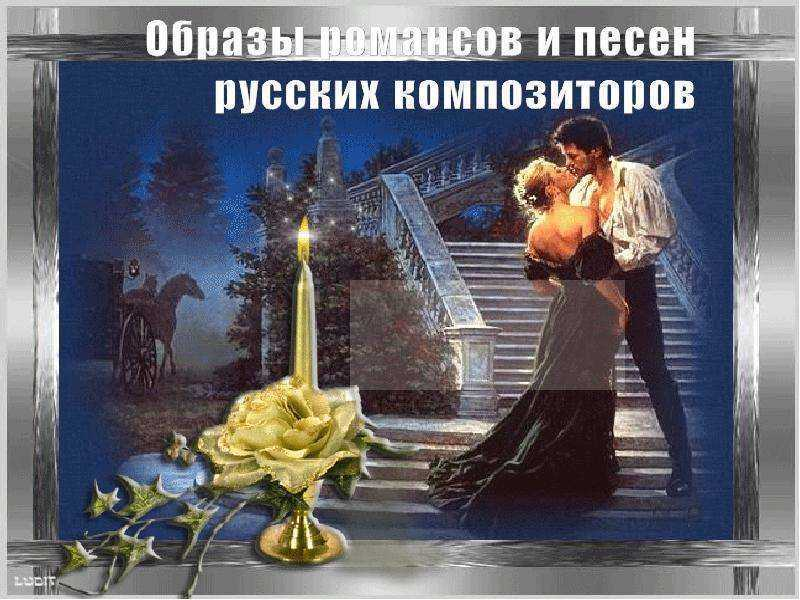 Образы романсов и песен
русских композиторов